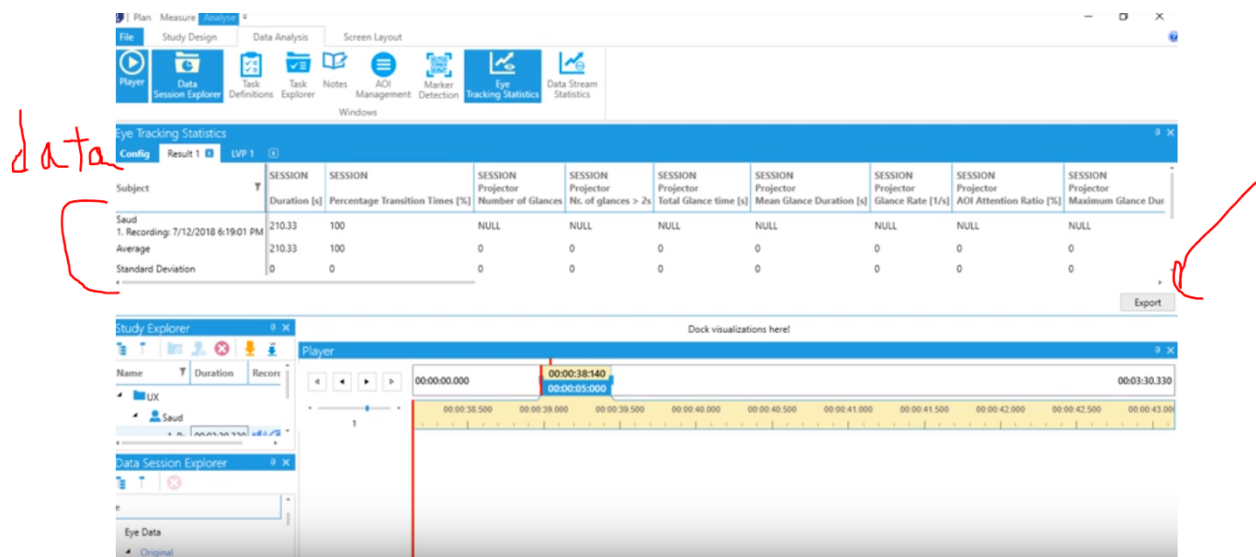 Plan Measure Analyse
File Study Design Data Analysis Screen Layout
Player Data Session Explorer Task Definitions Task Explorer Notes AOI Management Marker Detection Eye Tracking Statistics Data Stream Statistics
Windows
data
Eye Tracking Statistics
Config Result 1 LVP 1
SESSION SESSION SESSION SESSION SESSION SESSION SESSION SESSION SESSION
Subject Projector Projector Projector Projector Projector Projector Projector
Duration [s] Percentage Transition Times [%] Number of Glances Nr. of glances > 2s Total Glance time [s] Mean Glance Duration [s] Glance Rate [1/s] AOI Attention Ratio [%] Maximum Glance Dur
Saud
1. Recording: 7/12/2018 6:19:01 PM 210.33 100 NULL NULL NULL NULL NULL NULL NULL
Average 210.33 100 0 0 0 0 0 0 0
Standard Deviation 0 0 0 0 0 0 0 0 0
Export
Study Explorer Dock visualizations here!
Player
Name Duration Record
00:00:00.000 00:00:38:140 00:03:30.330
00:00:05:000
UX
Saud
00:00:38.500 00:00:39.000 00:00:39.500 00:00:40.000 00:00:40.500 00:00:41.000 00:00:41.500 00:00:42.000 00:00:42.500 00:00:43.00
1
Data Session Explorer
e
Eye Data
Original